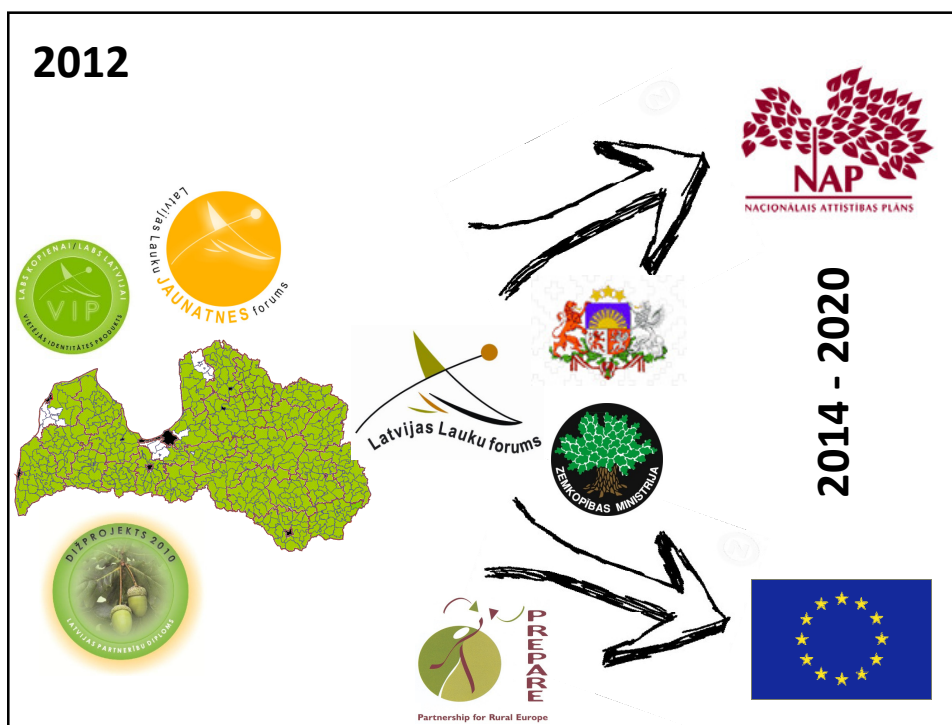 2012
NAP
NACIONĀLAIS ATTĪSTĪBAS PLĀNS
Latvijas Lauku JAUNATNES forums
LABS KOPIENAI/LABS LATVIJAI
VIP
VIETĒJĀS IDENTITĀTES PRODUKTS
2014 - 2020
Latvijas Lauku forums
ZEMKOPĪBAS MINISTRIJA
DIŽPROJEKTS 2010
LATVIJAS PARTNERĪBU DIPLOMS
PREPARE
Partnership for Rural Europe